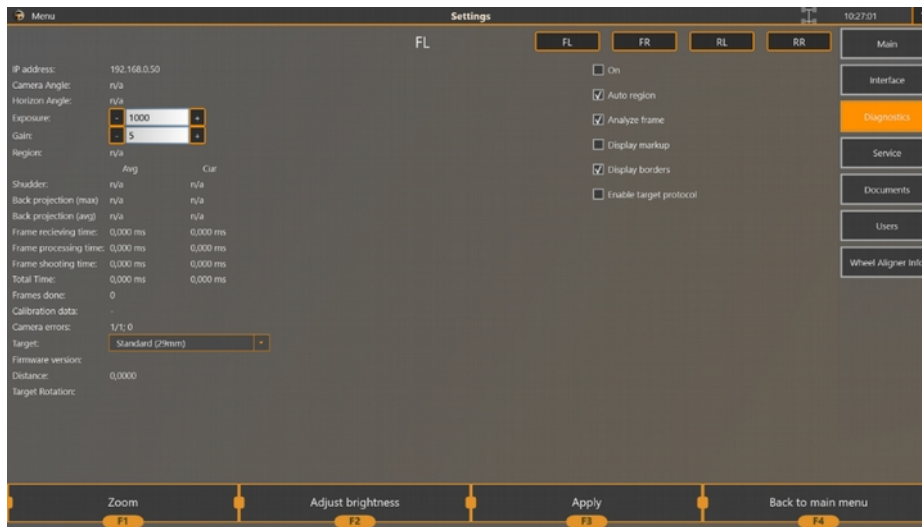 Menu Settings 10:27:01
FL FL FR RL RR Main
IP address: 192.168.0.50 On
Camera Angle: n/a Interface
Horizon Angle: n/a Auto region
Exposure: - 1000 + Analyze frame Diagnostics
Gain: - 5 +
Region: n/a Display markup Service
Avg Cur
Shudder: n/a n/a Display borders
Back projection (max) n/a n/a Enable target protocol Documents
Back projection (avg) n/a n/a
Frame recieving time: 0,000 ms 0,000 ms Users
Frame processing time: 0,000 ms 0,000 ms
Frame shooting time: 0,000 ms 0,000 ms Wheel Aligner Info
Total Time: 0,000 ms 0,000 ms
Frames done: 0
Calibration data: -
Camera errors: 1/1; 0
Target: Standard (29mm)
Firmware version:
Distance: 0,0000
Target Rotation:
Zoom Adjust brightness Apply Back to main menu
F1 F2 F3 F4